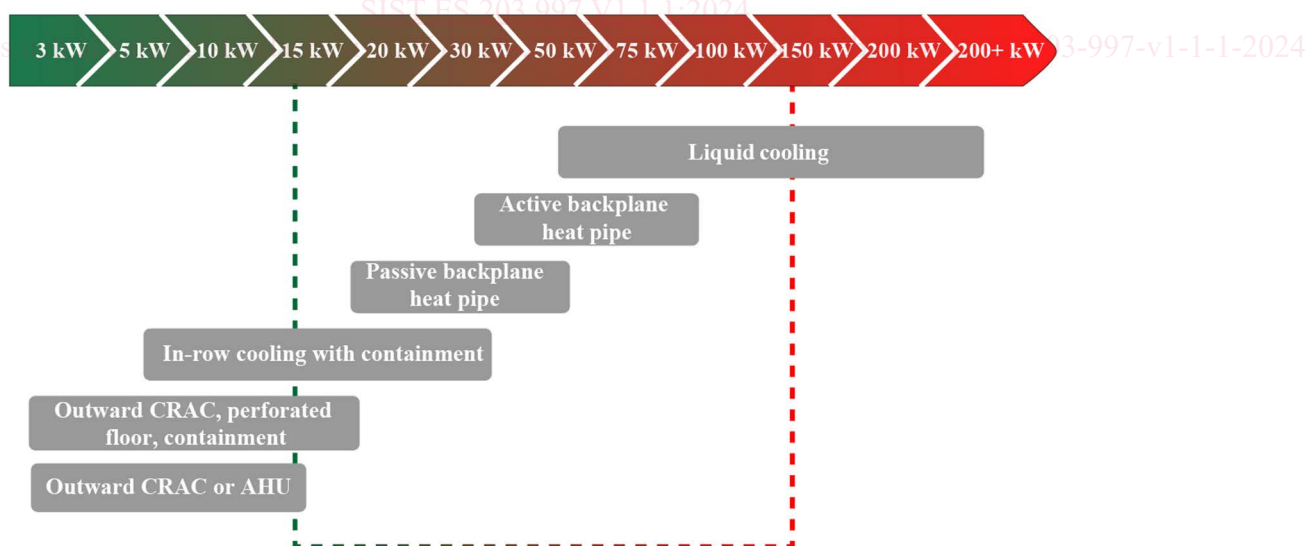 SIST ES 203 997 V1.1.1:2024
93-997-v1-1-1-2024
3 kW 5 kW 10 kW 15 kW 20 kW 30 kW 50 kW 75 kW 100 kW 150 kW 200 kW 200+ kW
Liquid cooling
Active backplane
heat pipe
Passive backplane
heat pipe
In-row cooling with containment
Outward CRAC, perforated
floor, containment
Outward CRAC or AHU